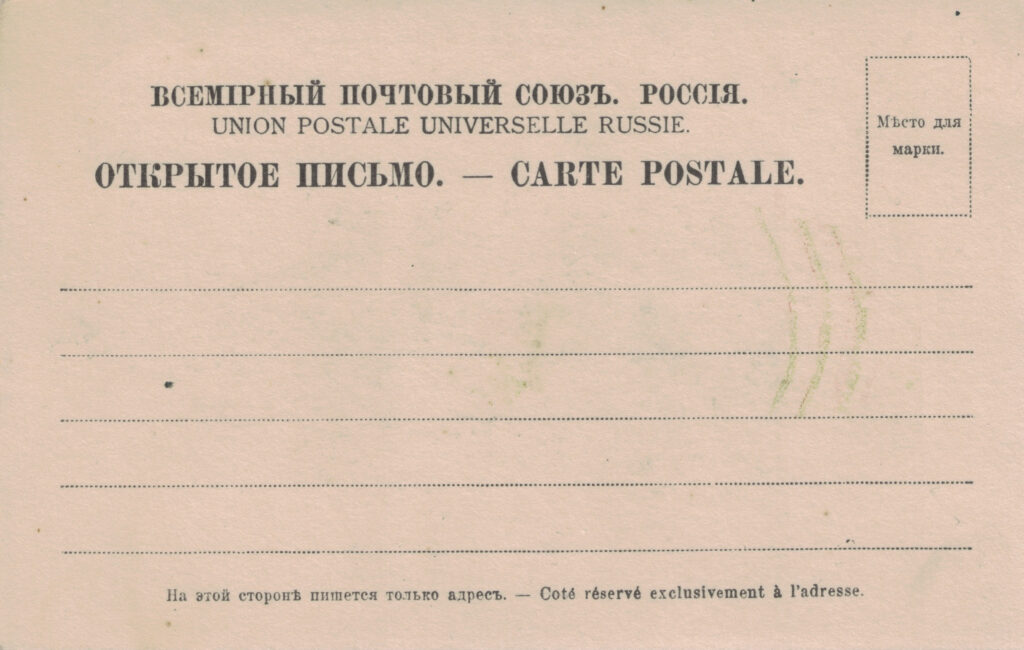 ВСЕМІРНЫЙ ПОЧТОВЫЙ СОЮЗЪ. РОССІЯ.
UNION POSTALE UNIVERSELLE RUSSIE.
ОТКРЫТОЕ ПИСЬМО. — CARTE POSTALE.
Мѣсто для
марки.
На этой сторонѣ пишется только адресъ. — Coté réservé exclusivement à l'adresse.